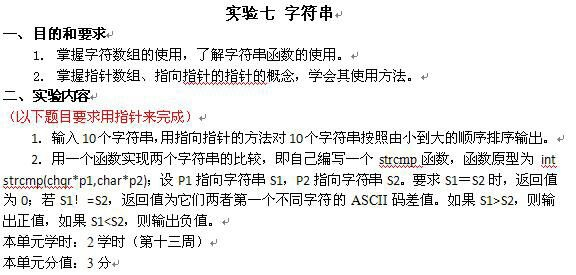 实验七 字符串
一、目的和要求
1. 掌握字符数组的使用，了解字符串函数的使用。
2. 掌握指针数组、指向指针的指针的概念，学会其使用方法。
二、实验内容
（以下题目要求用指针来完成）
1. 输入10个字符串，用指向指针的方法对10个字符串按照由小到大的顺序排序输出。
2. 用一个函数实现两个字符串的比较，即自己编写一个 strcmp 函数，函数原型为 int
strcmp(chqr*p1,char*p2)；设 P1 指向字符串 S1，P2 指向字符串 S2。要求 S1＝S2 时，返回值
为 0；若 S1！=S2，返回值为它们两者第一个不同字符的 ASCII 码差值。如果 S1>S2，则输
出正值，如果 S1<S2，则输出负值。
本单元学时：2 学时（第十三周）
本单元分值：3 分